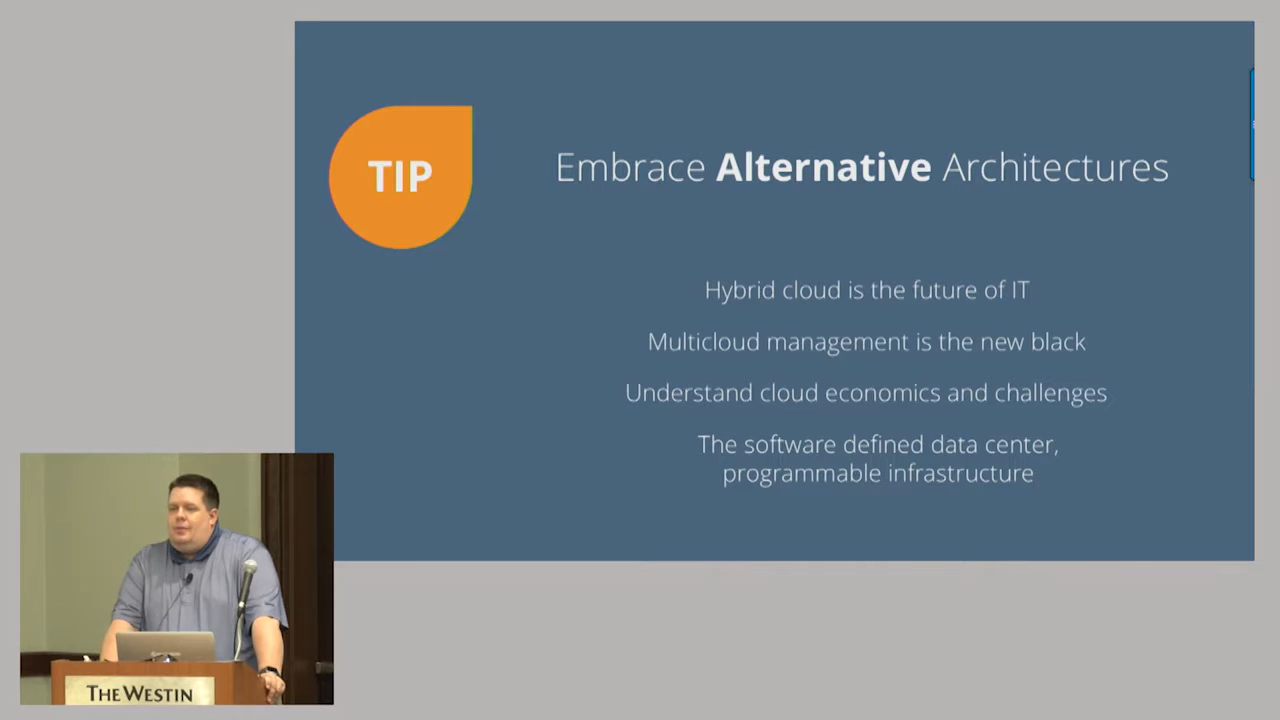 TIP
Embrace Alternative Architectures
Hybrid cloud is the future of IT
Multicloud management is the new black
Understand cloud economics and challenges
The software defined data center,
programmable infrastructure
THE WESTIN